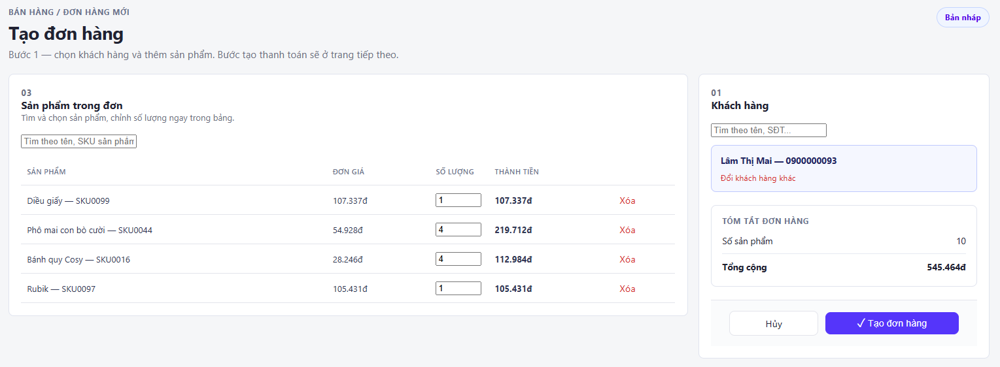 BÁN HÀNG / ĐƠN HÀNG MỚI
Bản nháp
Tạo đơn hàng
Bước 1 — chọn khách hàng và thêm sản phẩm. Bước tạo thanh toán sẽ ở trang tiếp theo.
03
Sản phẩm trong đơn
Tìm và chọn sản phẩm, chỉnh số lượng ngay trong bảng.
Tìm theo tên, SKU sản phẩm
SẢN PHẨM ĐƠN GIÁ SỐ LƯỢNG THÀNH TIỀN
Diều giấy — SKU0099 107.337đ 1 107.337đ Xóa
Phô mai con bò cười — SKU0044 54.928đ 4 219.712đ Xóa
Bánh quy Cosy — SKU0016 28.246đ 4 112.984đ Xóa
Rubik — SKU0097 105.431đ 1 105.431đ Xóa
01
Khách hàng
Tìm theo tên, SĐT...
Lâm Thị Mai — 0900000093
Đổi khách hàng khác
TÓM TẮT ĐƠN HÀNG
Số sản phẩm 10
Tổng cộng 545.464đ
Hủy ✓ Tạo đơn hàng